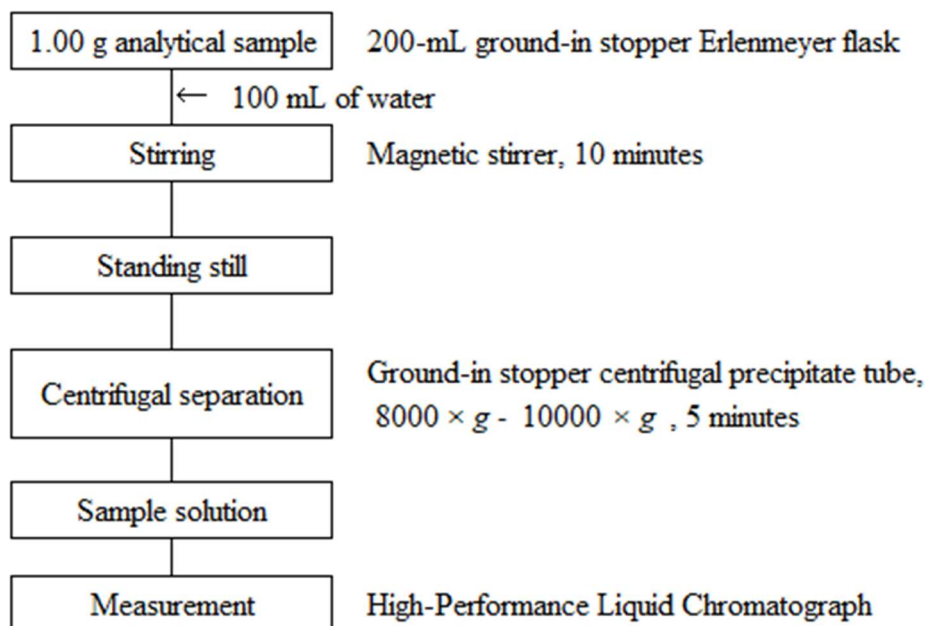 1.00 g analytical sample 200-mL ground-in stopper Erlenmeyer flask
← 100 mL of water
Stirring Magnetic stirrer, 10 minutes
Standing still
Centrifugal separation Ground-in stopper centrifugal precipitate tube,
8000 × g - 10000 × g , 5 minutes
Sample solution
Measurement High-Performance Liquid Chromatograph